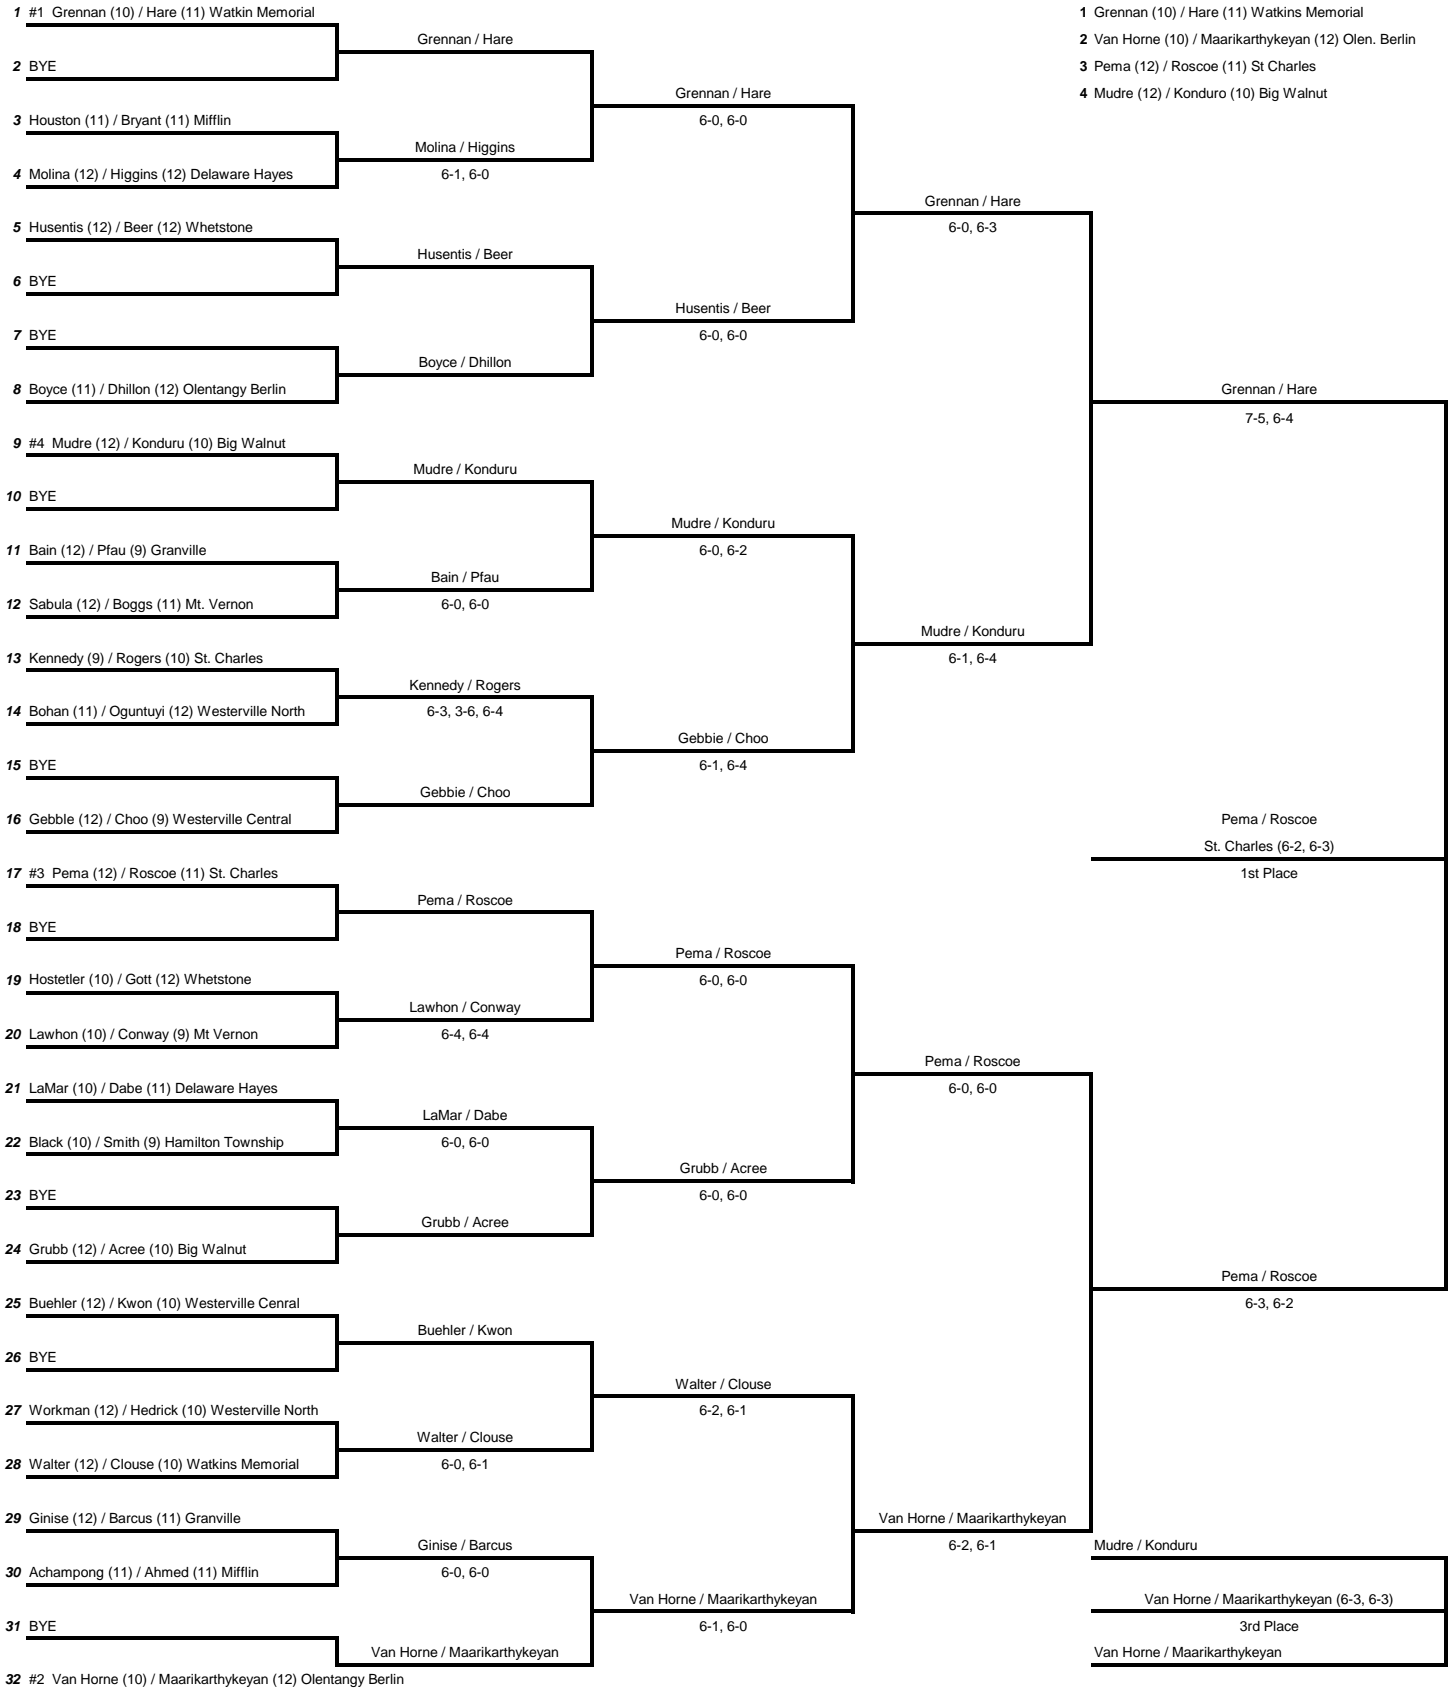 1 #1 Grennan (10) / Hare (11) Watkin Memorial
2 BYE
3 Houston (11) / Bryant (11) Mifflin
4 Molina (12) / Higgins (12) Delaware Hayes
5 Husentis (12) / Beer (12) Whetstone
6 BYE
7 BYE
8 Boyce (11) / Dhillon (12) Olentangy Berlin
9 #4 Mudre (12) / Konduru (10) Big Walnut
10 BYE
11 Bain (12) / Pfau (9) Granville
12 Sabula (12) / Boggs (11) Mt. Vernon
13 Kennedy (9) / Rogers (10) St. Charles
14 Bohan (11) / Oguntuyi (12) Westerville North
15 BYE
16 Gebble (12) / Choo (9) Westerville Central
17 #3 Pema (12) / Roscoe (11) St. Charles
18 BYE
19 Hostetler (10) / Gott (12) Whetstone
20 Lawhon (10) / Conway (9) Mt Vernon
21 LaMar (10) / Dabe (11) Delaware Hayes
22 Black (10) / Smith (9) Hamilton Township
23 BYE
24 Grubb (12) / Acree (10) Big Walnut
25 Buehler (12) / Kwon (10) Westerville Cenral
26 BYE
27 Workman (12) / Hedrick (10) Westerville North
28 Walter (12) / Clouse (10) Watkins Memorial
29 Ginise (12) / Barcus (11) Granville
30 Achampong (11) / Ahmed (11) Mifflin
31 BYE
32 #2 Van Horne (10) / Maarikarthykeyan (12) Olentangy Berlin
Grennan / Hare
Molina / Higgins
6-1, 6-0
Husentis / Beer
Boyce / Dhillon
Mudre / Konduru
Bain / Pfau
6-0, 6-0
Kennedy / Rogers
6-3, 3-6, 6-4
Gebbie / Choo
Pema / Roscoe
Lawhon / Conway
6-4, 6-4
LaMar / Dabe
6-0, 6-0
Grubb / Acree
Buehler / Kwon
Walter / Clouse
6-0, 6-1
Ginise / Barcus
6-0, 6-0
Van Horne / Maarikarthykeyan
Grennan / Hare
6-0, 6-0
Husentis / Beer
6-0, 6-0
Mudre / Konduru
6-0, 6-2
Gebbie / Choo
6-1, 6-4
Pema / Roscoe
6-0, 6-0
Grubb / Acree
6-0, 6-0
Walter / Clouse
6-2, 6-1
Van Horne / Maarikarthykeyan
6-1, 6-0
Grennan / Hare
6-0, 6-3
Mudre / Konduru
6-1, 6-4
Pema / Roscoe
6-0, 6-0
Van Horne / Maarikarthykeyan
6-2, 6-1
1 Grennan (10) / Hare (11) Watkins Memorial
2 Van Horne (10) / Maarikarthykeyan (12) Olen. Berlin
3 Pema (12) / Roscoe (11) St Charles
4 Mudre (12) / Konduro (10) Big Walnut
Grennan / Hare
7-5, 6-4
Pema / Roscoe
St. Charles (6-2, 6-3)
1st Place
Pema / Roscoe
6-3, 6-2
Mudre / Konduru
Van Horne / Maarikarthykeyan (6-3, 6-3)
3rd Place
Van Horne / Maarikarthykeyan